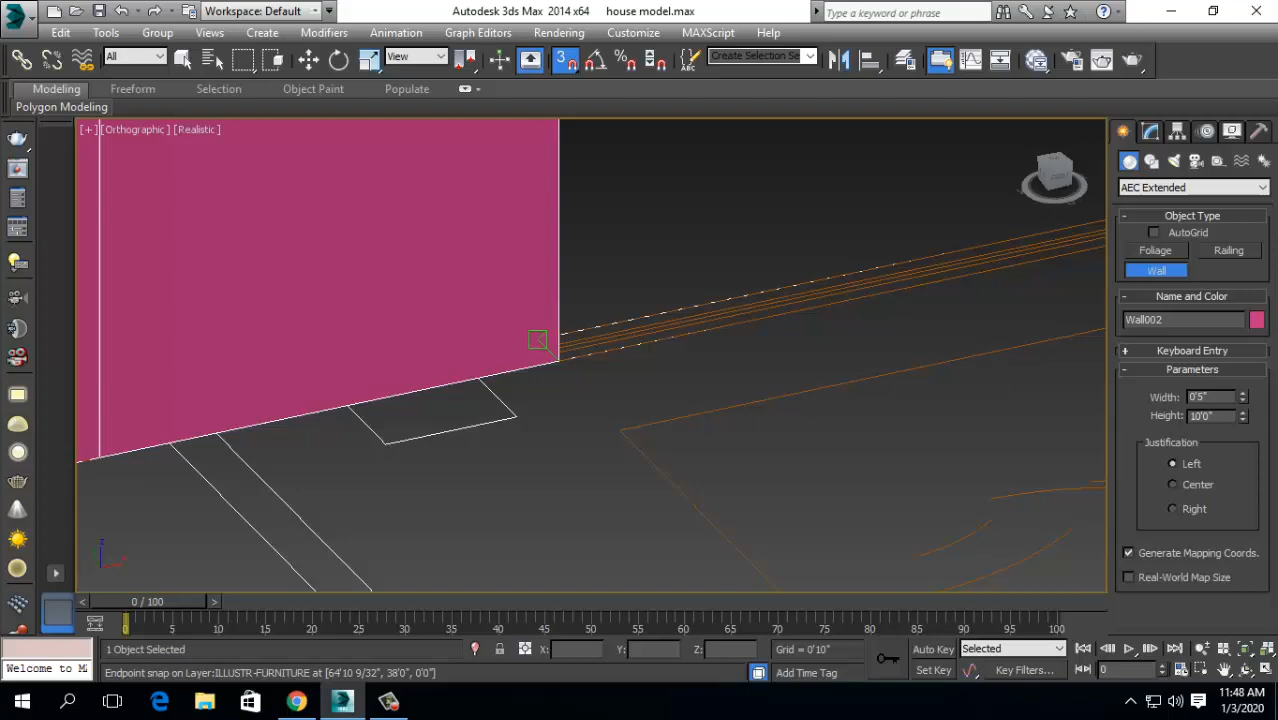 Workspace: Default
Autodesk 3ds Max 2014 x64 house model.max
Type a keyword or phrase
Edit Tools Group Views Create Modifiers Animation Graph Editors Rendering Customize MAXScript Help
All
View
3
Create Selection Se
Modeling Freeform Selection Object Paint Populate
Polygon Modeling
[+] [Orthographic ] [Realistic ]
AEC Extended
Object Type
AutoGrid
Foliage Railing
Wall
Name and Color
Wall002
Keyboard Entry
Parameters
Width: 0'5"
Height: 10'0"
Justification
Left
Center
Right
Generate Mapping Coords.
Real-World Map Size
z
0 / 100
0 5 10 15 20 25 30 35 40 45 50 55 60 65 70 75 80 85 90 95 100
1 Object Selected X: Y: Z: Grid = 0'10" Auto Key Selected
Welcome to M Endpoint snap on Layer:ILLUSTR-FURNITURE at [64'10 9/32", 38'0", 0'0"] Add Time Tag Set Key Key Filters... 0
11:48 AM
1/3/2020